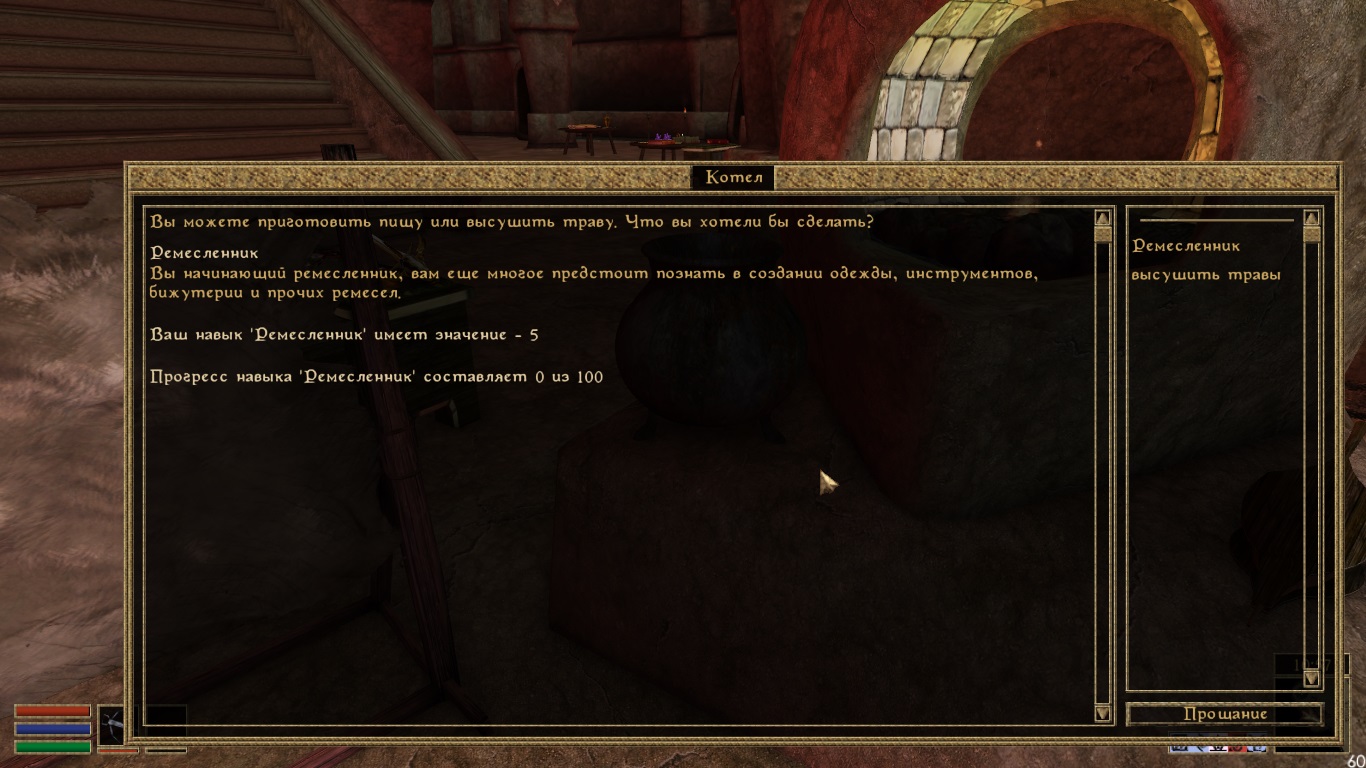 Котел
Вы можете приготовить пищу или высушить траву. Что вы хотели бы сделать?
Ремесленник
Вы начинающий ремесленник, вам еще многое предстоит познать в создании одежды, инструментов,
бижутерии и прочих ремесел.
Ваш навык 'Ремесленник' имеет значение - 5
Прогресс навыка 'Ремесленник' составляет 0 из 100
Ремесленник
высушить травы
Прощание
60